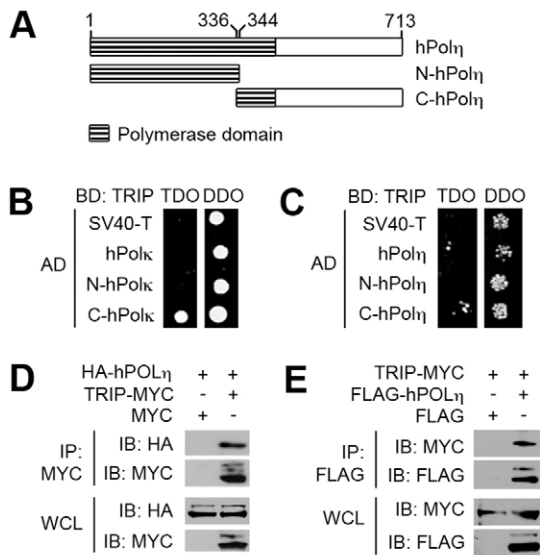 A
1 336 344 713
hPolη
N-hPolη
C-hPolη
Polymerase domain
B
BD: TRIP TDO DDO
AD
SV40-T
hPolκ
N-hPolκ
C-hPolκ
C
BD: TRIP TDO DDO
AD
SV40-T
hPolη
N-hPolη
C-hPolη
D
HA-hPOLη + +
TRIP-MYC - +
MYC + -
IP: MYC
IB: HA
IB: MYC
WCL
IB: HA
IB: MYC
E
TRIP-MYC + +
FLAG-hPOLη - +
FLAG + -
IP: FLAG
IB: MYC
IB: FLAG
WCL
IB: MYC
IB: FLAG